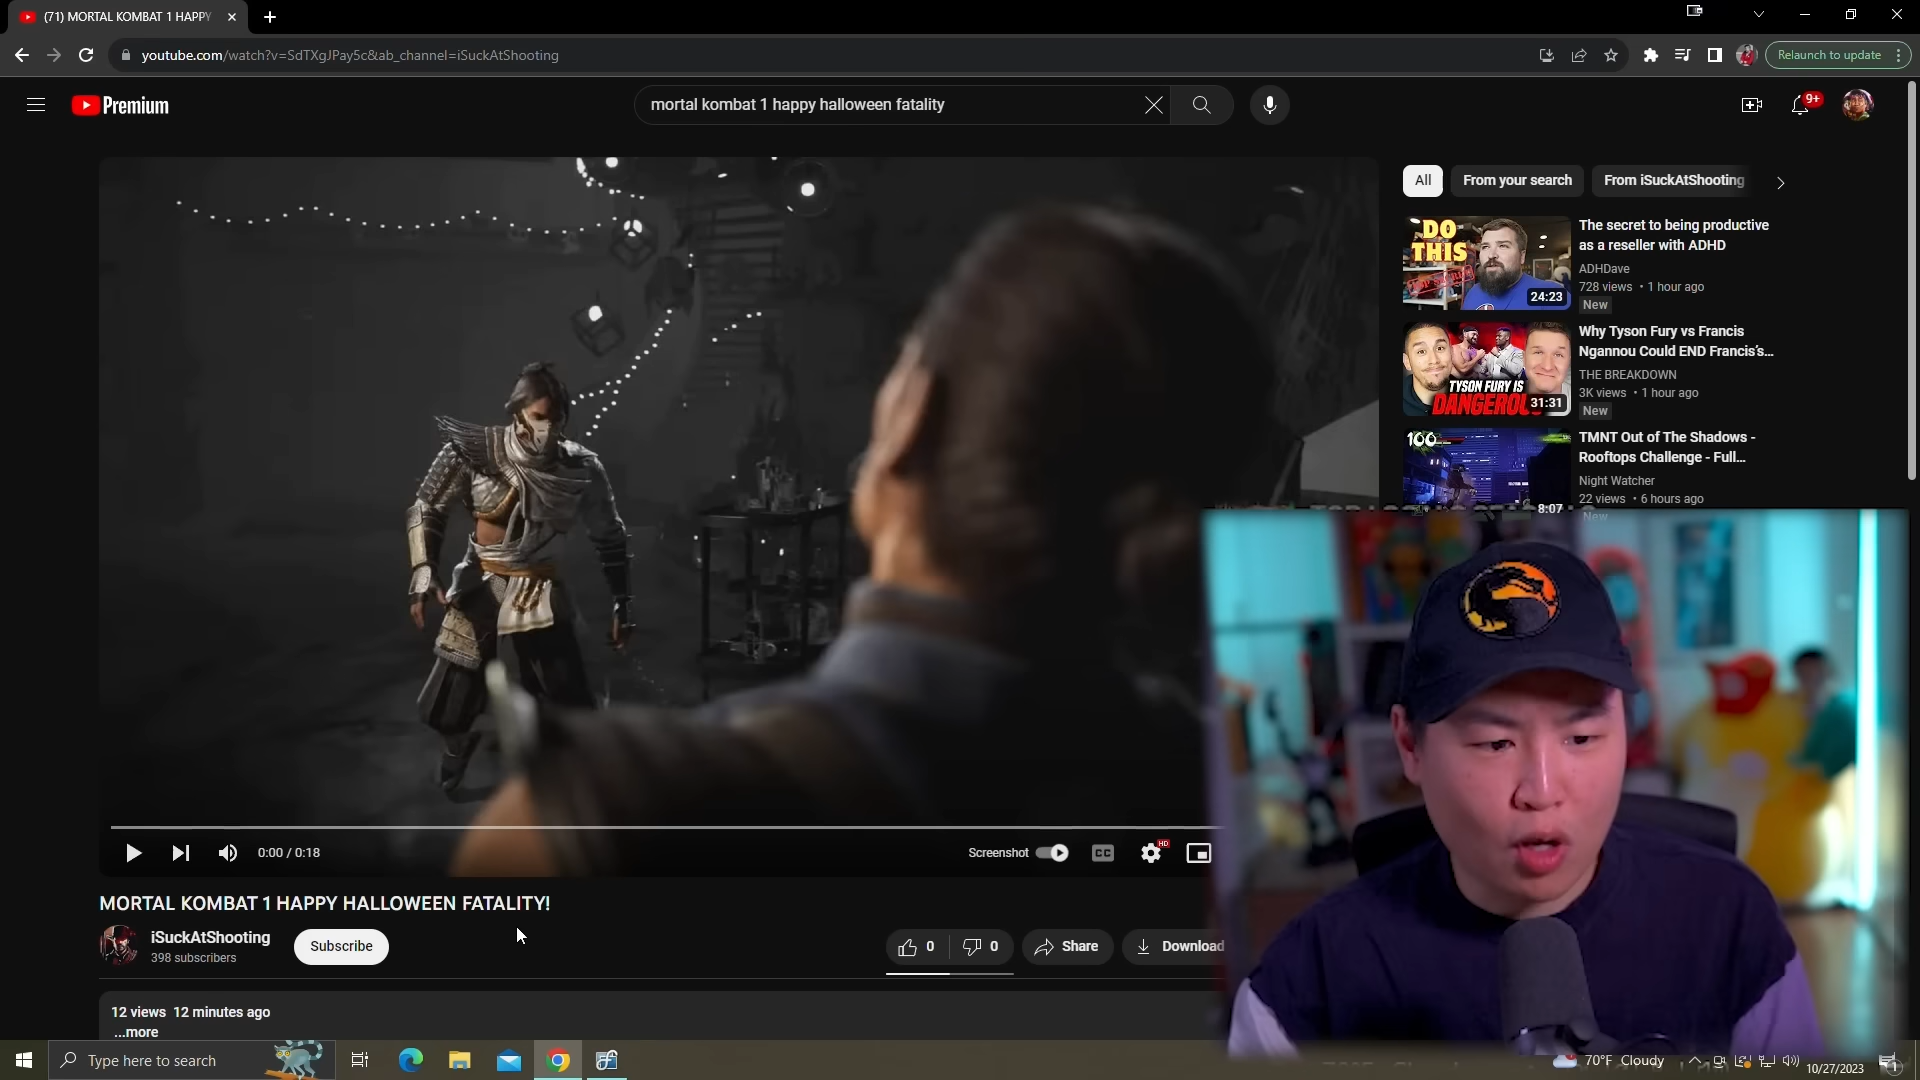 (71) MORTAL KOMBAT 1 HAPPY
youtube.com/watch?v=SdTXgJPay5c&ab_channel=iSuckAtShooting
Relaunch to update
Premium
mortal kombat 1 happy halloween fatality
9+
All
From your search
From iSuckAtShooting
DO
THIS
24:23
The secret to being productive
as a reseller with ADHD
ADHDave
728 views • 1 hour ago
New
TYSON FURY IS
DANGEROUS
31:31
Why Tyson Fury vs Francis
Ngannou Could END Francis's...
THE BREAKDOWN
3K views • 1 hour ago
New
100
8:07
TMNT Out of The Shadows -
Rooftops Challenge - Full...
Night Watcher
22 views • 6 hours ago
New
0:00 / 0:18
Screenshot
CC
HD
MORTAL KOMBAT 1 HAPPY HALLOWEEN FATALITY!
iSuckAtShooting
398 subscribers
Subscribe
0
0
Share
Download
12 views 12 minutes ago
...more
Type here to search
70°F Cloudy
10/27/2023
1